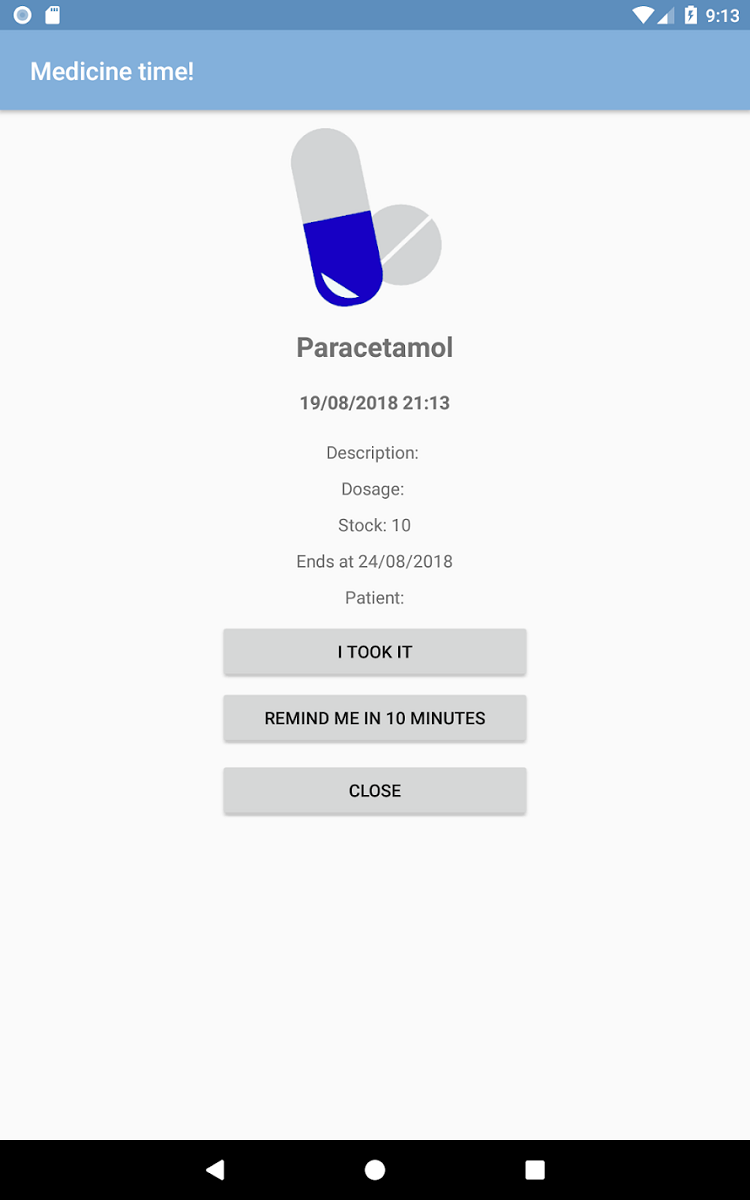 9:13
Medicine time!
Paracetamol
19/08/2018 21:13
Description:
Dosage:
Stock: 10
Ends at 24/08/2018
Patient:
I TOOK IT
REMIND ME IN 10 MINUTES
CLOSE